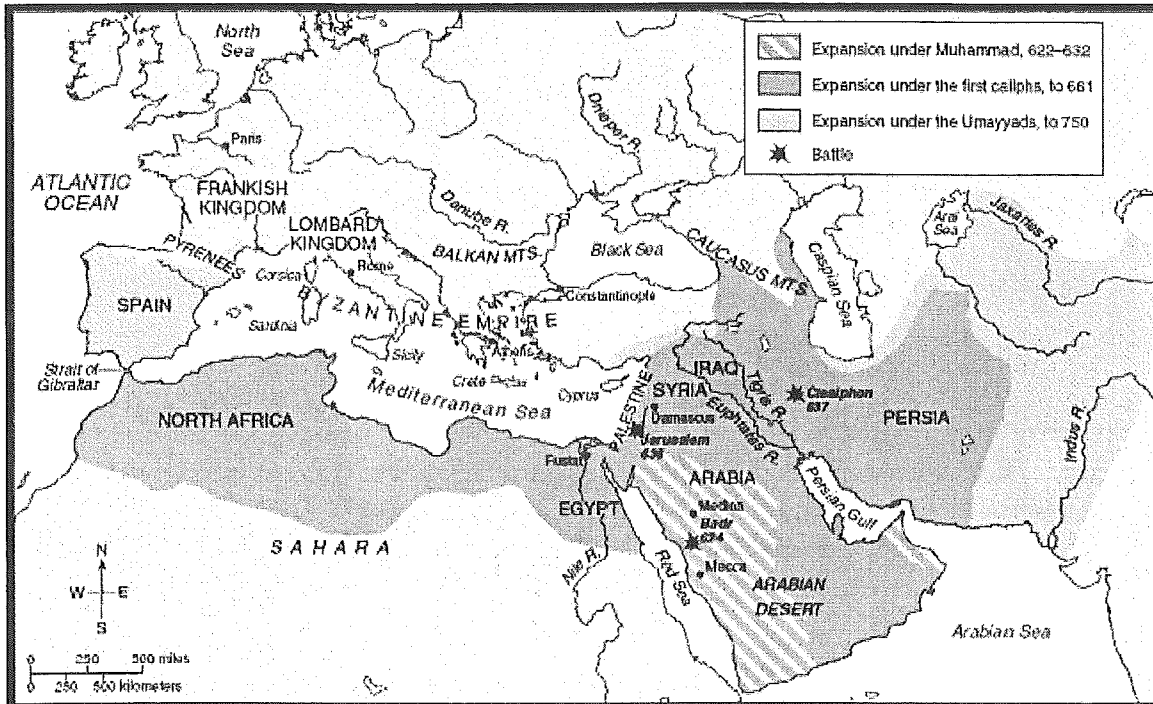 North
Sea
Expansion under Muhammad, 622–632
Expansion under the first caliphs, to 661
Expansion under the Umayyads, to 750
Battle
Dnieper R.
Paris
ATLANTIC
OCEAN
FRANKISH
KINGDOM
LOMBARD
KINGDOM
Danube R.
Aral
Sea
Jaxartes R.
PYRENEES
Corsica
Rome
BALKAN MTS.
Black Sea
CAUCASUS MTS.
Caspian Sea
SPAIN
Sardinia
BYZANTINE EMPIRE
Constantinople
Strait of
Gibraltar
Sicily
Athens
Crete
Cyprus
Mediterranean Sea
NORTH AFRICA
SYRIA
IRAQ
Tigris R.
Ctesiphon
637
PERSIA
PALESTINE
Damascus
Euphrates R.
Indus R.
Jerusalem
Fustat
EGYPT
ARABIA
Persian Gulf
Medina
Badr
624
SAHARA
Nile R.
Red Sea
Mecca
ARABIAN
DESERT
Arabian Sea
N
W E
S
0 250 500 miles
0 250 500 kilometers